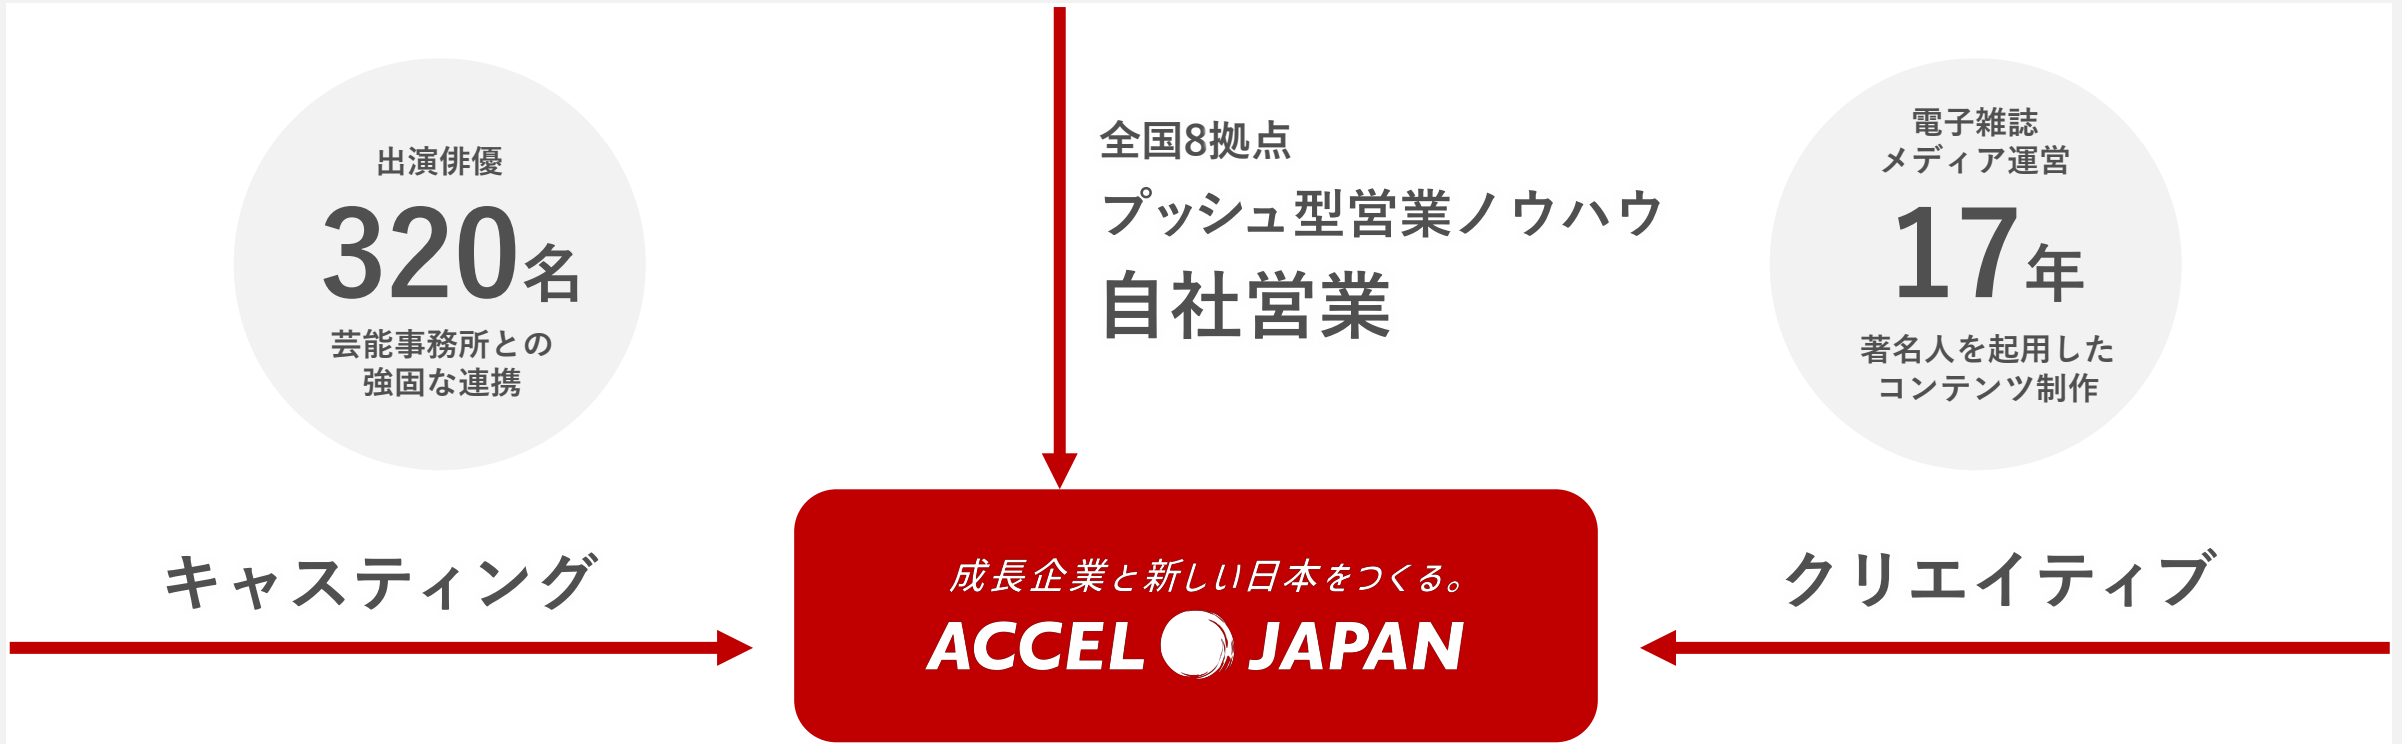 出演俳優
320名
芸能事務所との
強固な連携
キャスティング
全国8拠点
プッシュ型営業ノウハウ
自社営業
電子雑誌
メディア運営
17年
著名人を起用した
コンテンツ制作
クリエイティブ
成長企業と新しい日本をつくる。
ACCEL JAPAN